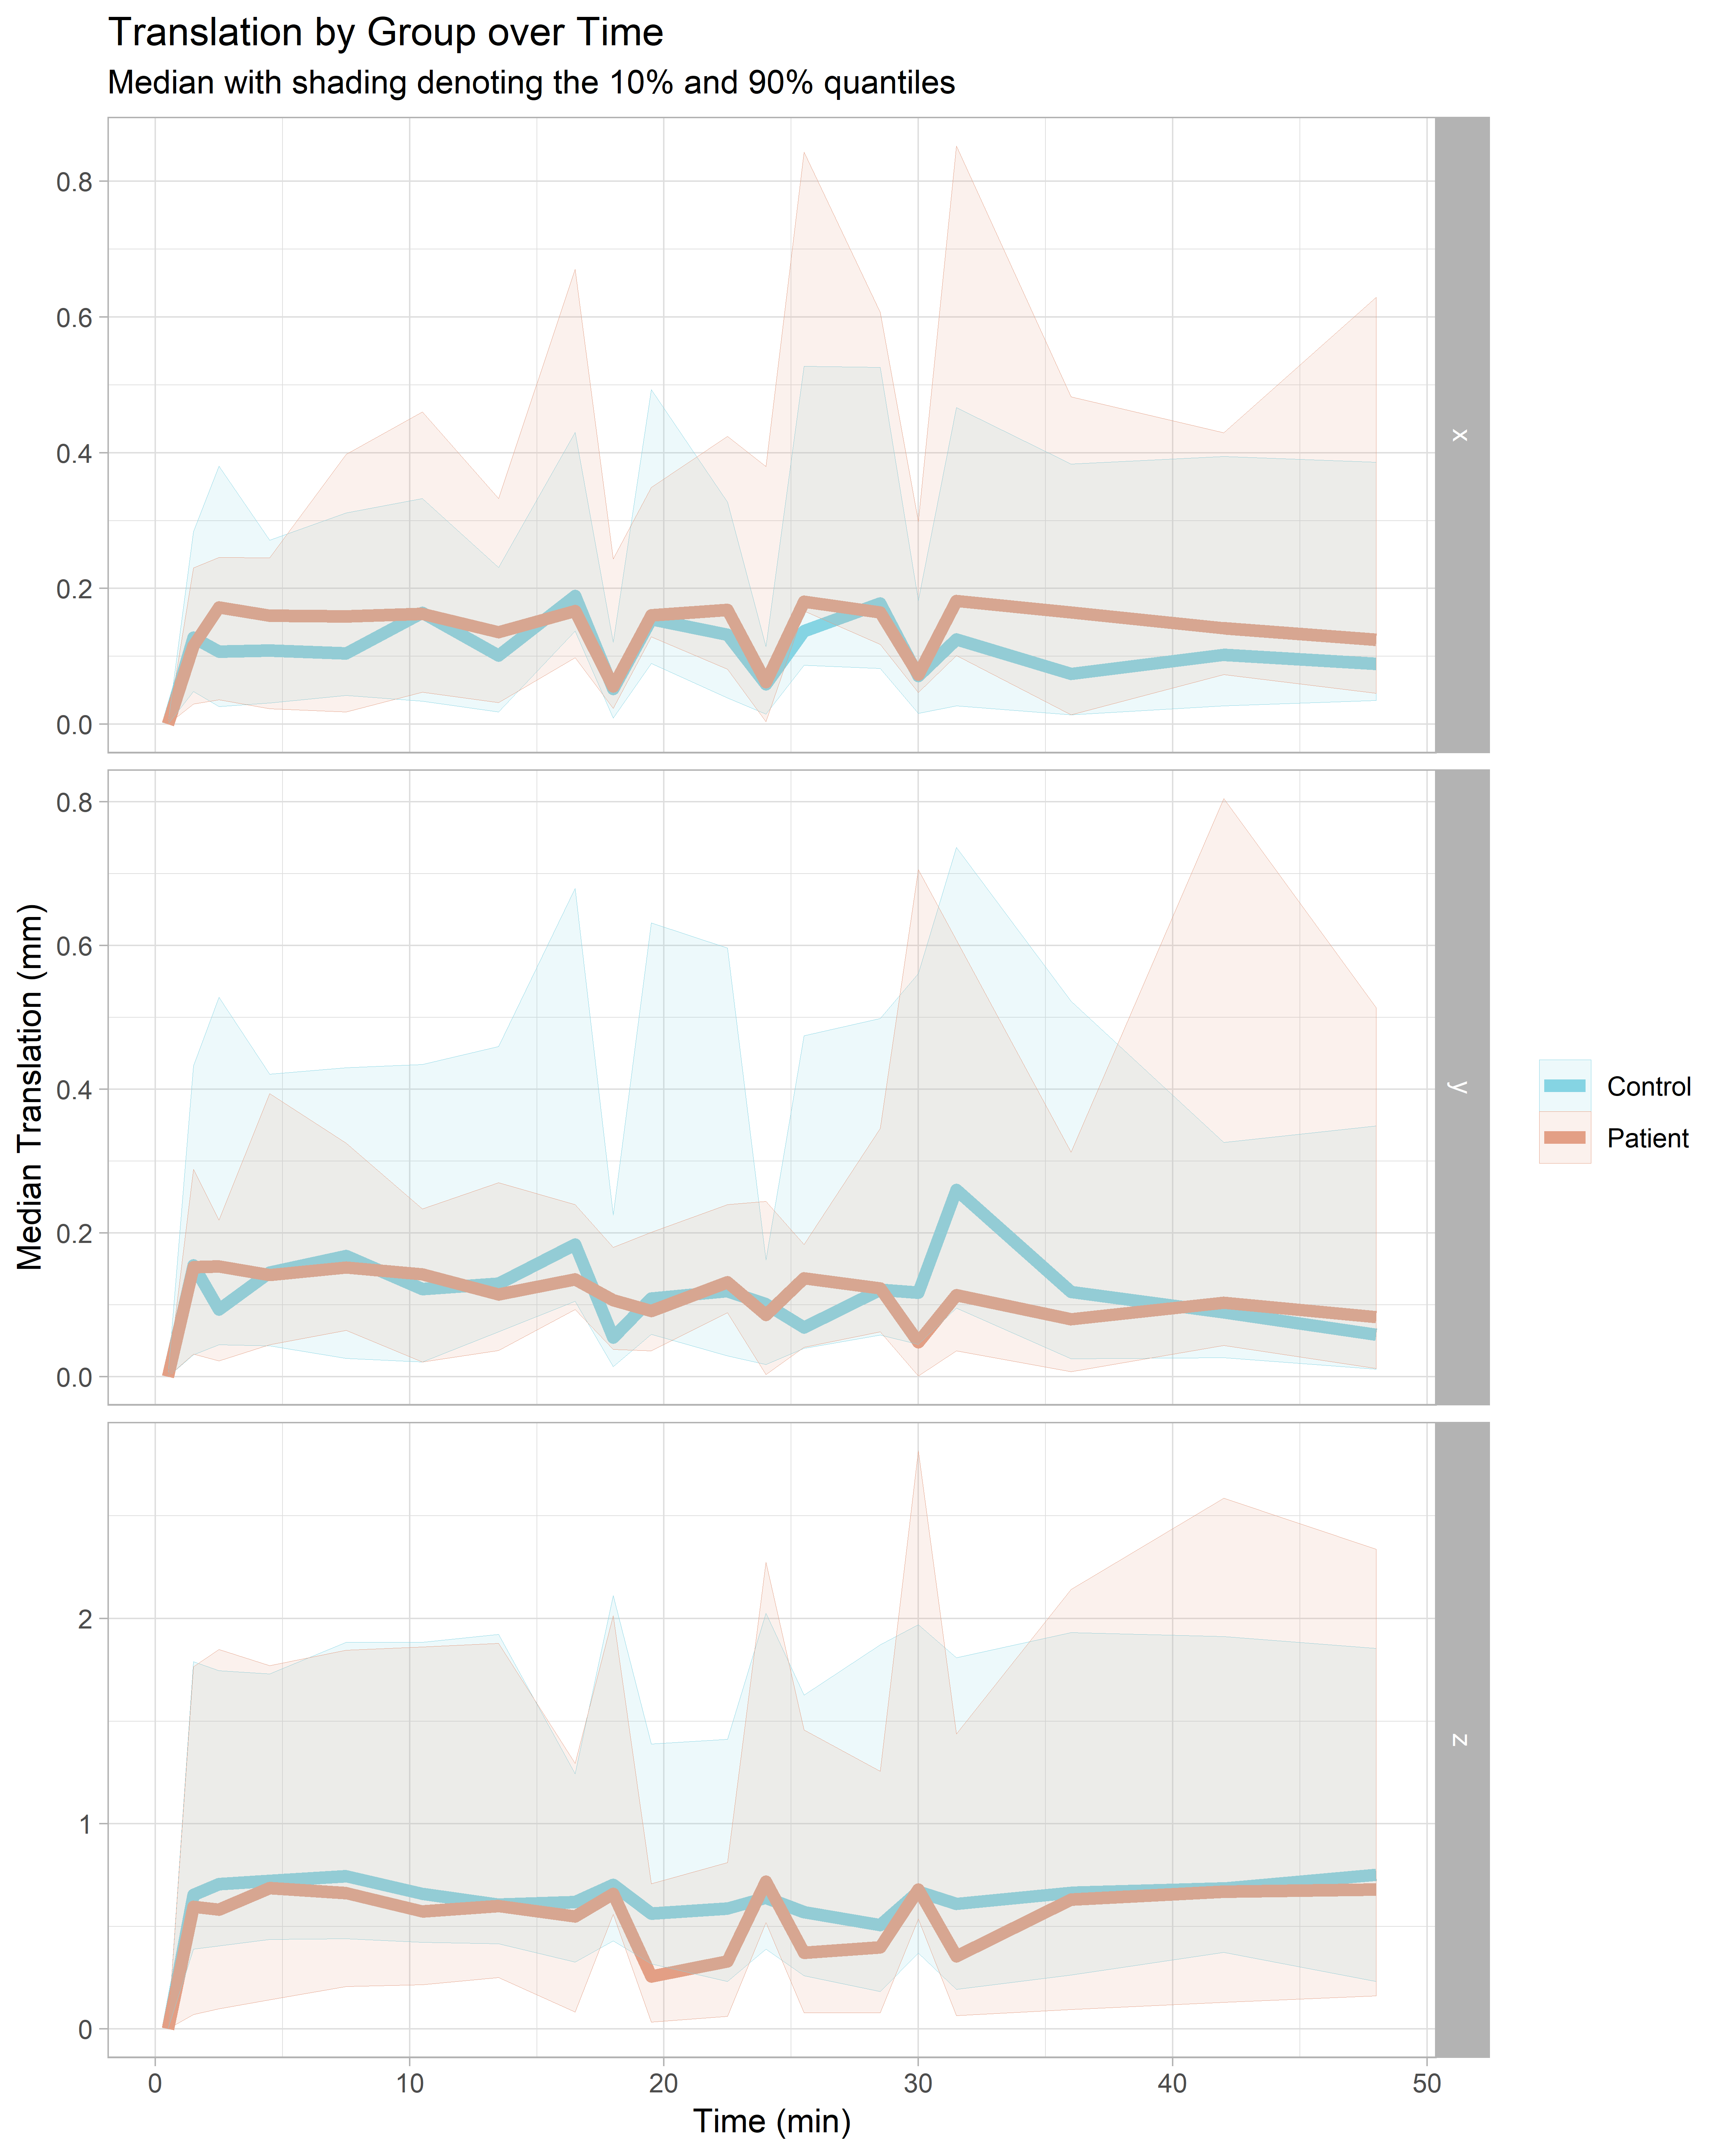 Translation by Group over Time
Median with shading denoting the 10% and 90% quantiles
0.8
0.6
0.4
0.2
0.0
x
0.8
0.6
0.4
0.2
0.0
y
2
1
0
z
0 10 20 30 40 50
Time (min)
Median Translation (mm)
Control
Patient